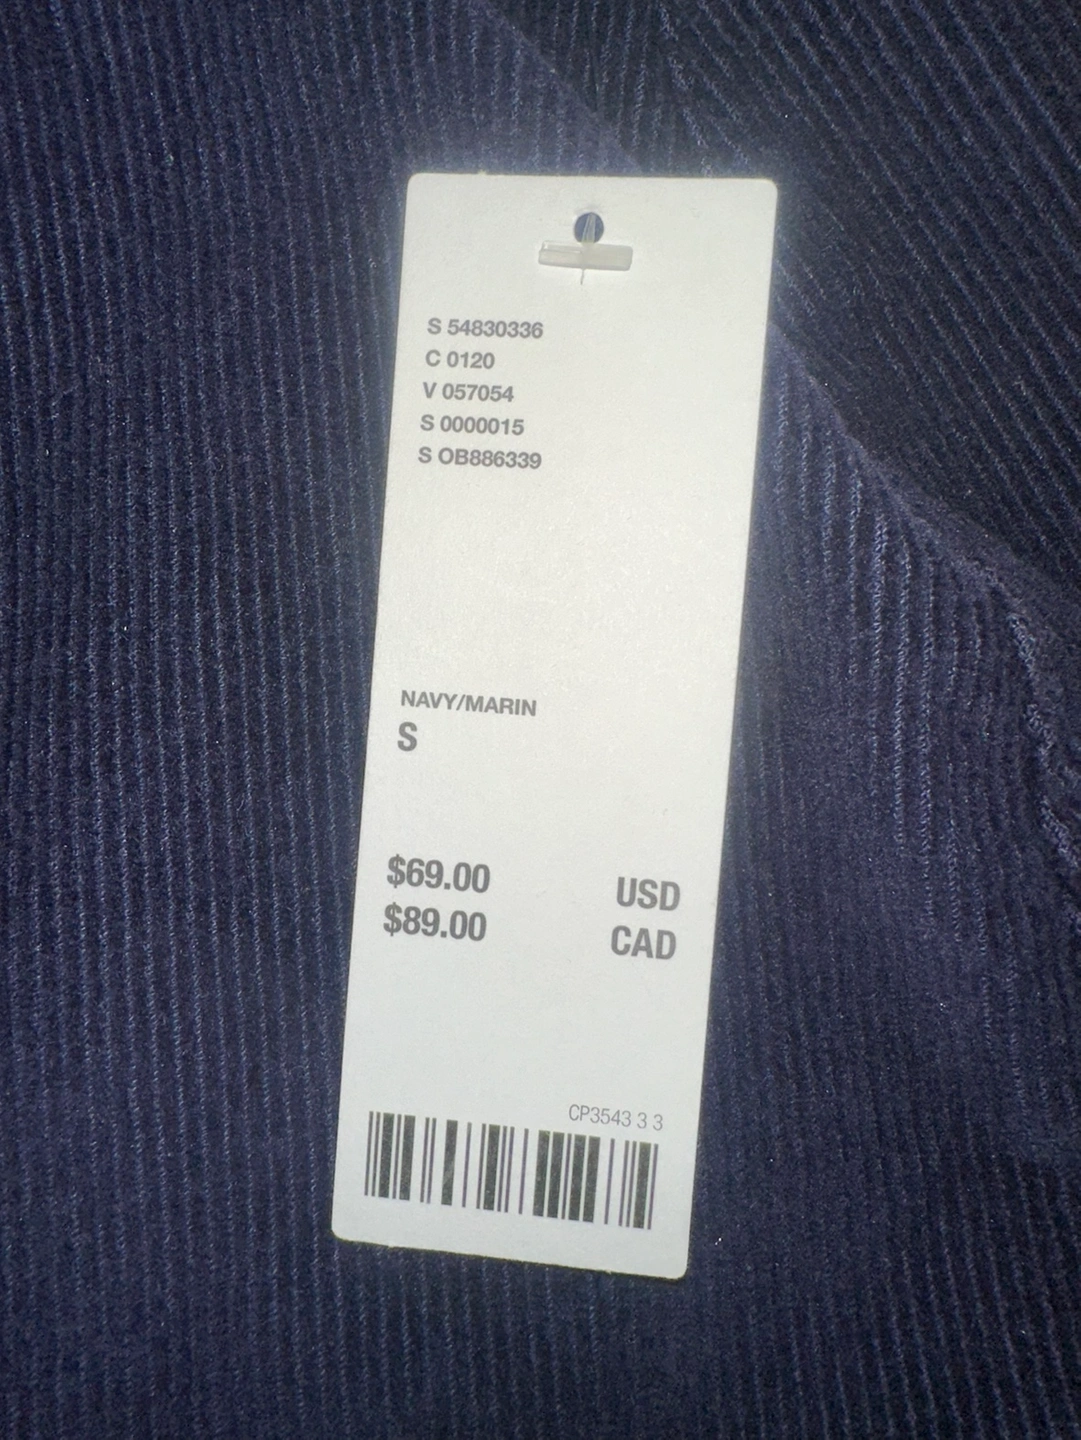 S 54830336
C 0120
V 057054
S 0000015
S OB886339
NAVY/MARIN
S
$69.00 USD
$89.00 CAD
CP3543 3 3